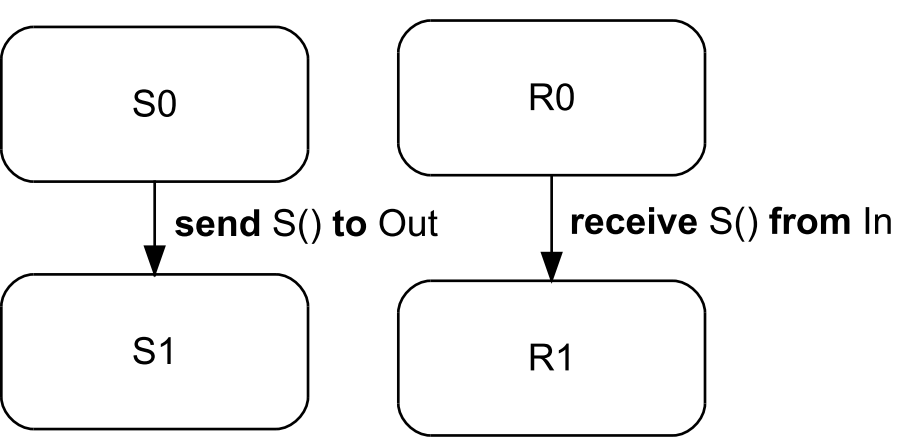 S0
R0
send S() to Out
receive S() from In
S1
R1